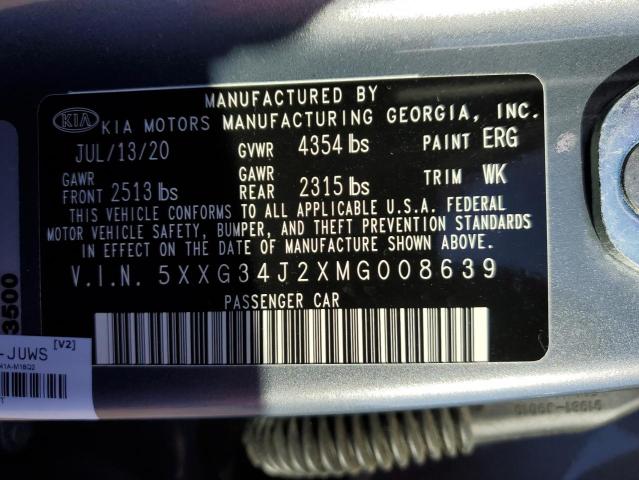 MANUFACTURED BY
KIA KIA MOTORS MANUFACTURING GEORGIA, INC.
JUL/13/20 GVWR 4354 lbs PAINT ERG
GAWR FRONT 2513 lbs GAWR REAR 2315 lbs TRIM WK
THIS VEHICLE CONFORMS TO ALL APPLICABLE U.S.A. FEDERAL
MOTOR VEHICLE SAFETY, BUMPER, AND THEFT PREVENTION STANDARDS
IN EFFECT ON THE DATE OF MANUFACTURE SHOWN ABOVE.
V.I.N. 5XXG34J2XMG008639
PASSENGER CAR
3500
-JUWS [V2]